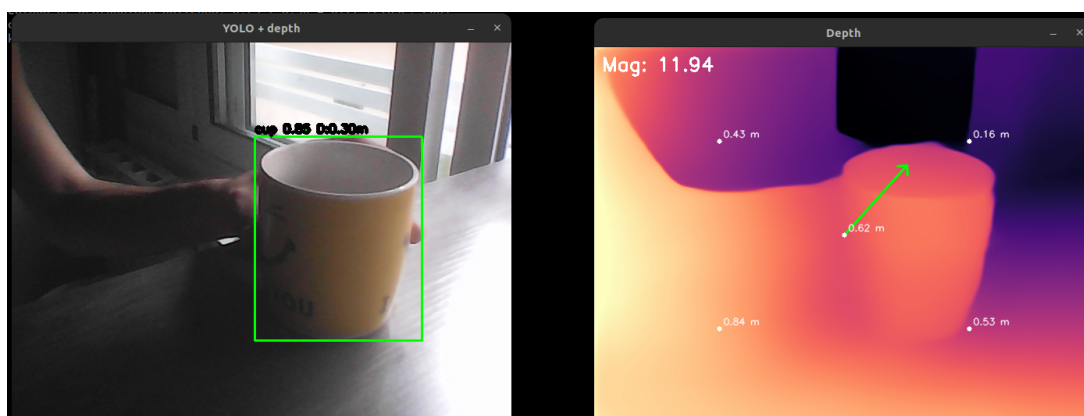 YOLO + depth
Depth
Mag: 11.94
cup 0.85 D:0.30m
0.43 m
0.16 m
0.62 m
0.84 m
0.53 m